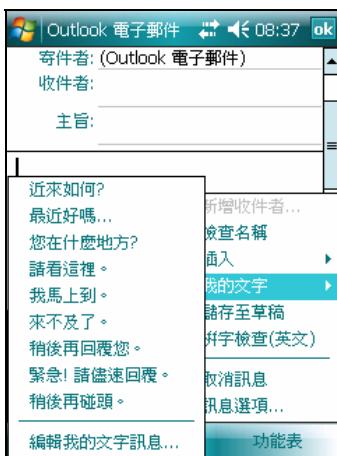 Outlook 電子郵件 08:37 ok
寄件者: (Outlook 電子郵件)
收件者:
主旨:
近來如何?
最近好嗎...
您在什麼地方?
請看這裡。
我馬上到。
來不及了。
稍後再回覆您。
緊急! 請儘速回覆。
稍後再碰頭。
編輯我的文字訊息...
新增收件者...
檢查名稱
插入
我的文字
儲存至草稿
拼字檢查(英文)
取消訊息
訊息選項...
功能表